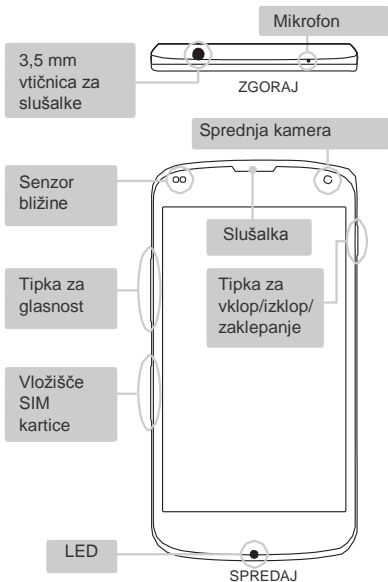 Mikrofon
3,5 mm
vtičnica za
slušalke
ZGORAJ
Sprednja kamera
Senzor
bližine
Slušalka
Tipka za
glasnost
Tipka za
vklop/izklop/
zaklepanje
Vložišče
SIM
kartice
LED
SPREDAJ